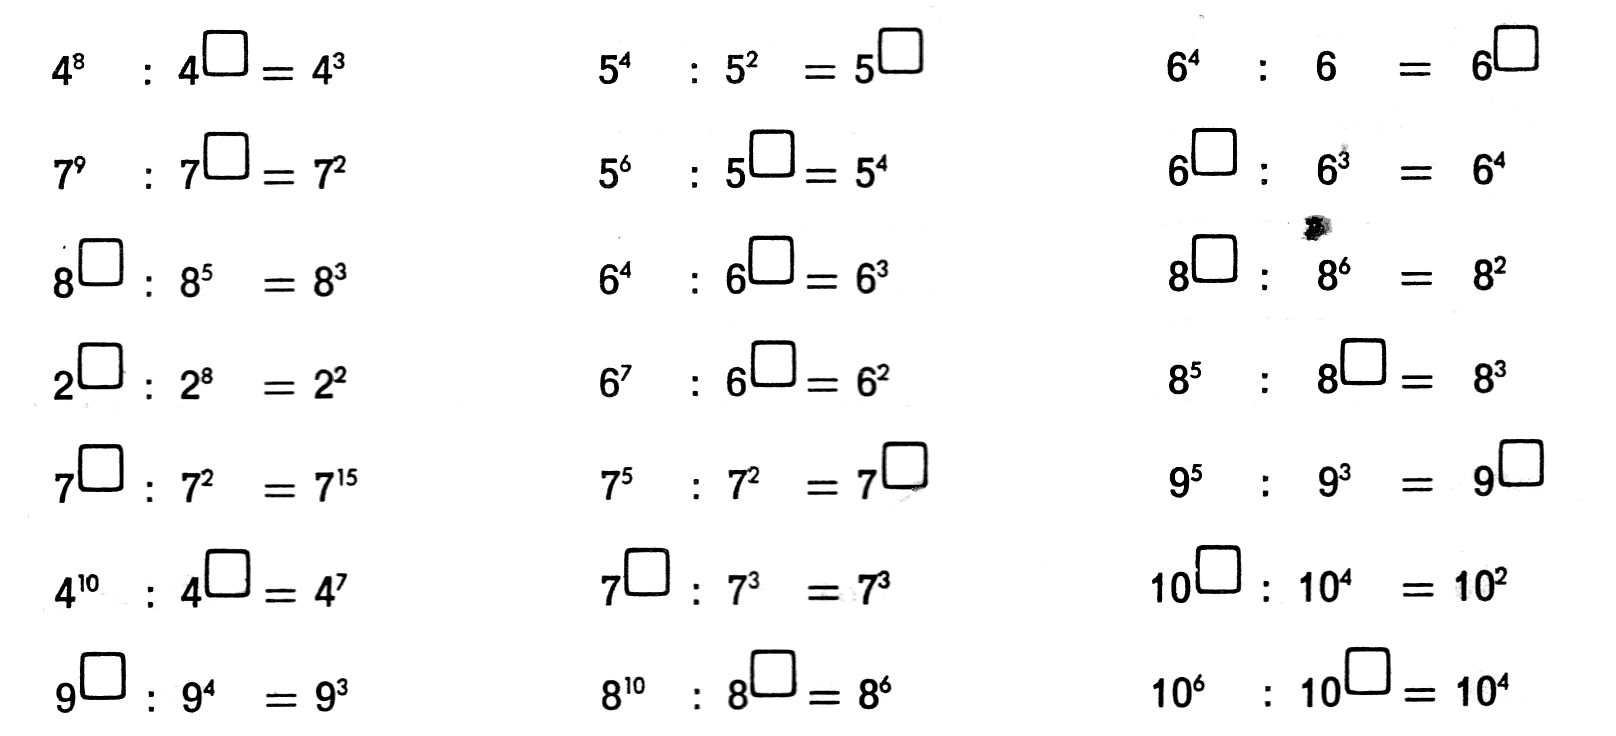 4⁸ : 4□ = 4³ 5⁴ : 5² = 5□ 6⁴ : 6 = 6□
7⁹ : 7□ = 7² 5⁶ : 5□ = 5⁴ 6□ : 6³ = 6⁴
8□ : 8⁵ = 8³ 6⁴ : 6□ = 6³ 8□ : 8⁶ = 8²
2□ : 2⁸ = 2² 6⁷ : 6□ = 6² 8⁵ : 8□ = 8³
7□ : 7² = 7¹⁵ 7⁵ : 7² = 7□ 9⁵ : 9³ = 9□
4¹⁰ : 4□ = 4⁷ 7□ : 7³ = 7³ 10□ : 10⁴ = 10²
9□ : 9⁴ = 9³ 8¹⁰ : 8□ = 8⁶ 10⁶ : 10□ = 10⁴